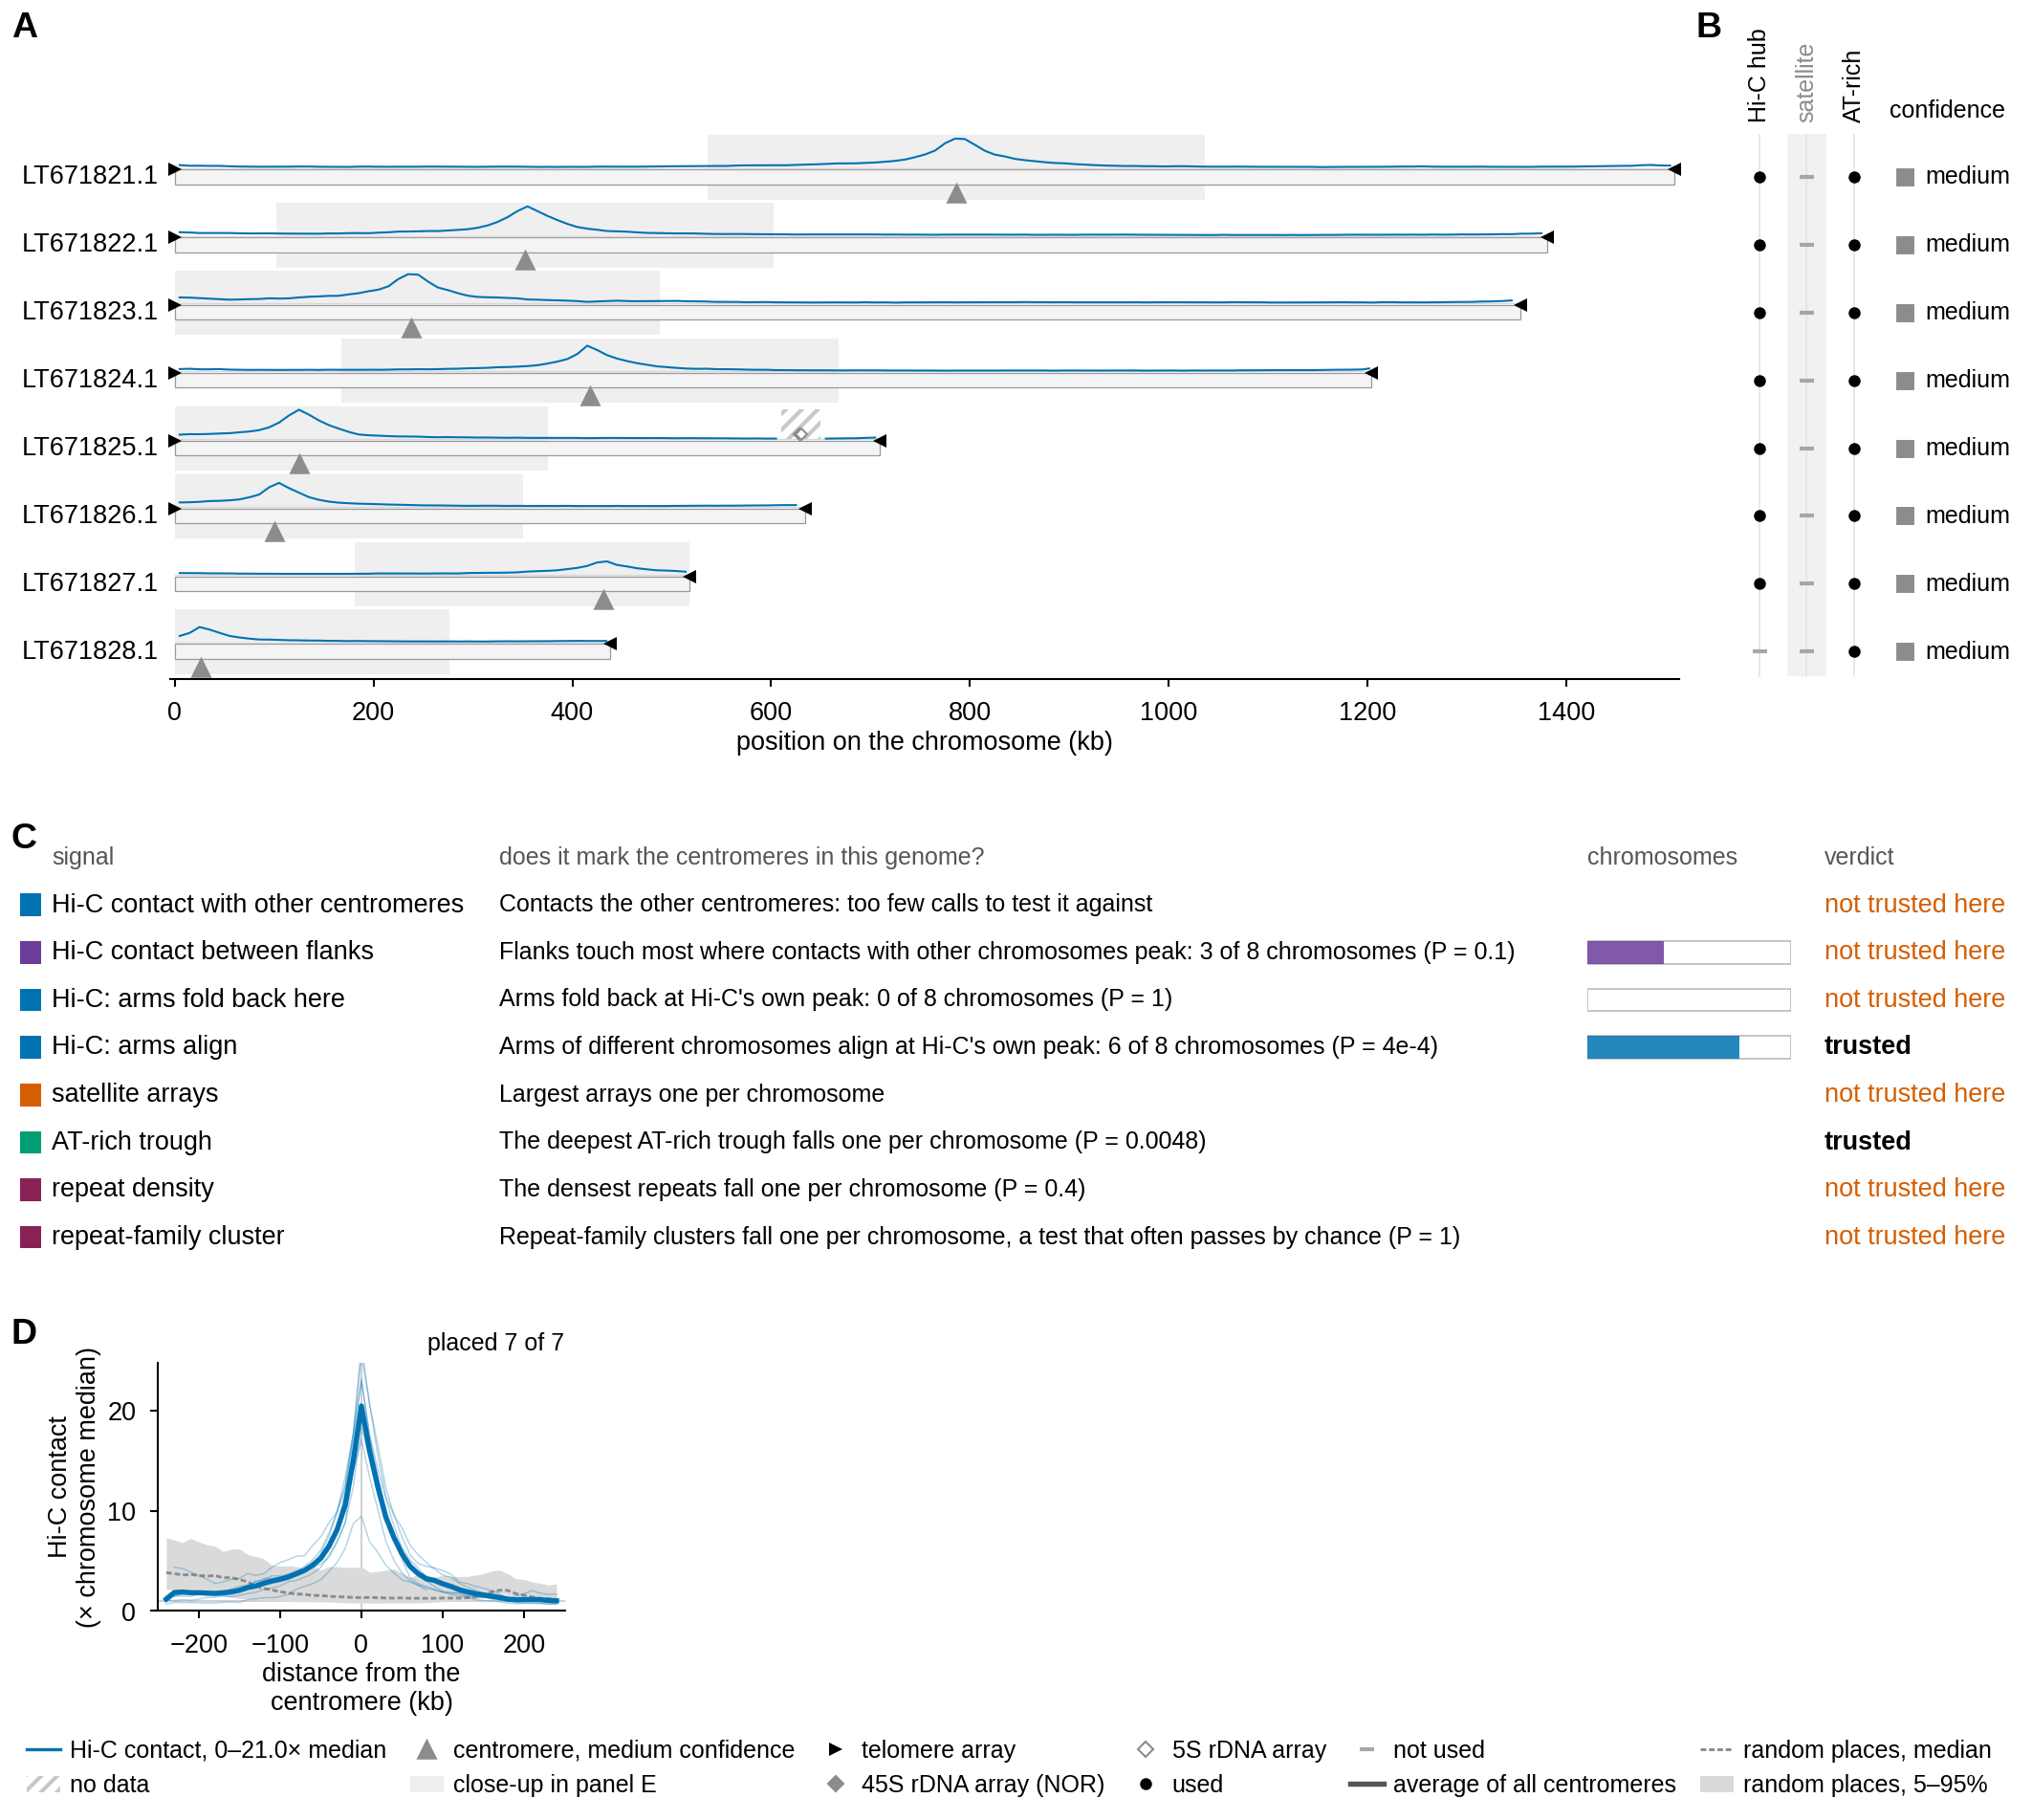 A
B
Hi-C hub
satellite
AT-rich
confidence
LT671821.1
medium
LT671822.1
medium
LT671823.1
medium
LT671824.1
medium
LT671825.1
medium
LT671826.1
medium
LT671827.1
medium
LT671828.1
medium
0 200 400 600 800 1000 1200 1400
position on the chromosome (kb)
C
signal does it mark the centromeres in this genome? chromosomes verdict
Hi-C contact with other centromeres Contacts the other centromeres: too few calls to test it against not trusted here
Hi-C contact between flanks Flanks touch most where contacts with other chromosomes peak: 3 of 8 chromosomes (P = 0.1) not trusted here
Hi-C: arms fold back here Arms fold back at Hi-C's own peak: 0 of 8 chromosomes (P = 1) not trusted here
Hi-C: arms align Arms of different chromosomes align at Hi-C's own peak: 6 of 8 chromosomes (P = 4e-4) trusted
satellite arrays Largest arrays one per chromosome not trusted here
AT-rich trough The deepest AT-rich trough falls one per chromosome (P = 0.0048) trusted
repeat density The densest repeats fall one per chromosome (P = 0.4) not trusted here
repeat-family cluster Repeat-family clusters fall one per chromosome, a test that often passes by chance (P = 1) not trusted here
D
placed 7 of 7
Hi-C contact
(× chromosome median)
20
10
0
−200 −100 0 100 200
distance from the
centromere (kb)
Hi-C contact, 0–21.0× median centromere, medium confidence telomere array 5S rDNA array not used random places, median
no data close-up in panel E 45S rDNA array (NOR) used average of all centromeres random places, 5–95%